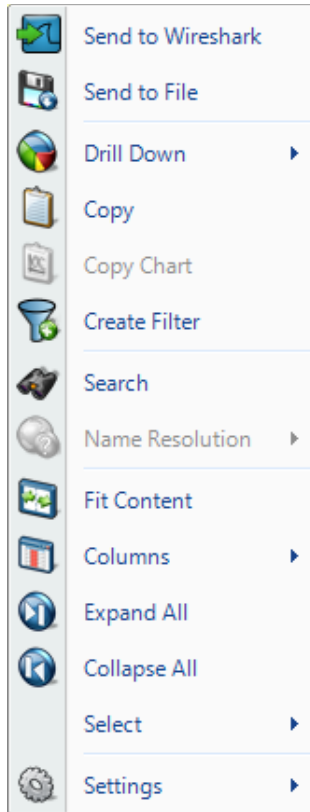 Send to Wireshark
Send to File
Drill Down
Copy
Copy Chart
Create Filter
Search
Name Resolution
Fit Content
Columns
Expand All
Collapse All
Select
Settings